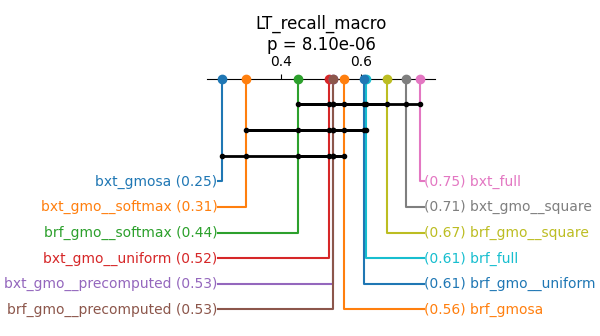 LT_recall_macro
p = 8.10e-06
0.4 0.6
bxt_gmosa (0.25) (0.75) bxt_full
bxt_gmo__softmax (0.31) (0.71) bxt_gmo__square
brf_gmo__softmax (0.44) (0.67) brf_gmo__square
bxt_gmo__uniform (0.52) (0.61) brf_full
bxt_gmo__precomputed (0.53) (0.61) brf_gmo__uniform
brf_gmo__precomputed (0.53) (0.56) brf_gmosa